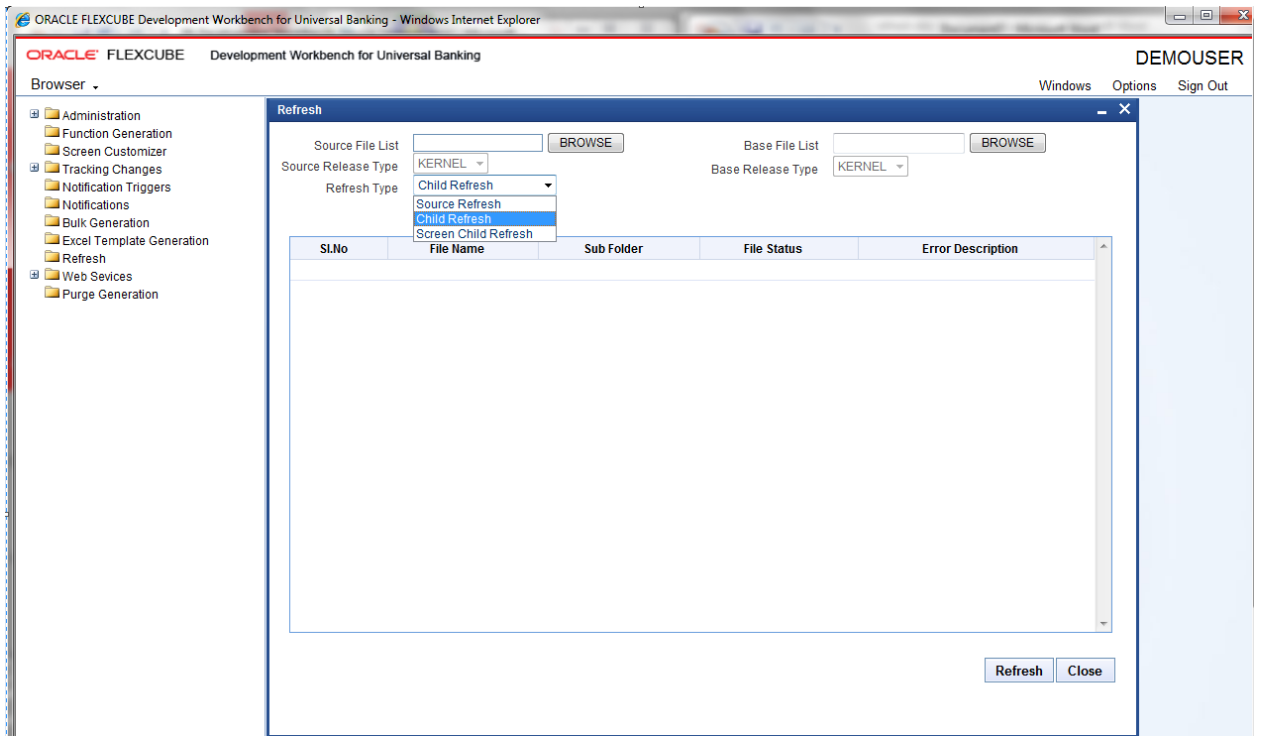 ORACLE FLEXCUBE Development Workbench for Universal Banking - Windows Internet Explorer
ORACLE FLEXCUBE Development Workbench for Universal Banking
DEMOUSER
Browser
Windows Options Sign Out
Administration
Function Generation
Screen Customizer
Tracking Changes
Notification Triggers
Notifications
Bulk Generation
Excel Template Generation
Refresh
Web Sevices
Purge Generation
Refresh
Source File List BROWSE Base File List BROWSE
Source Release Type KERNEL Base Release Type KERNEL
Refresh Type Child Refresh
Source Refresh
Child Refresh
Screen Child Refresh
Sl.No File Name Sub Folder File Status Error Description
Refresh Close